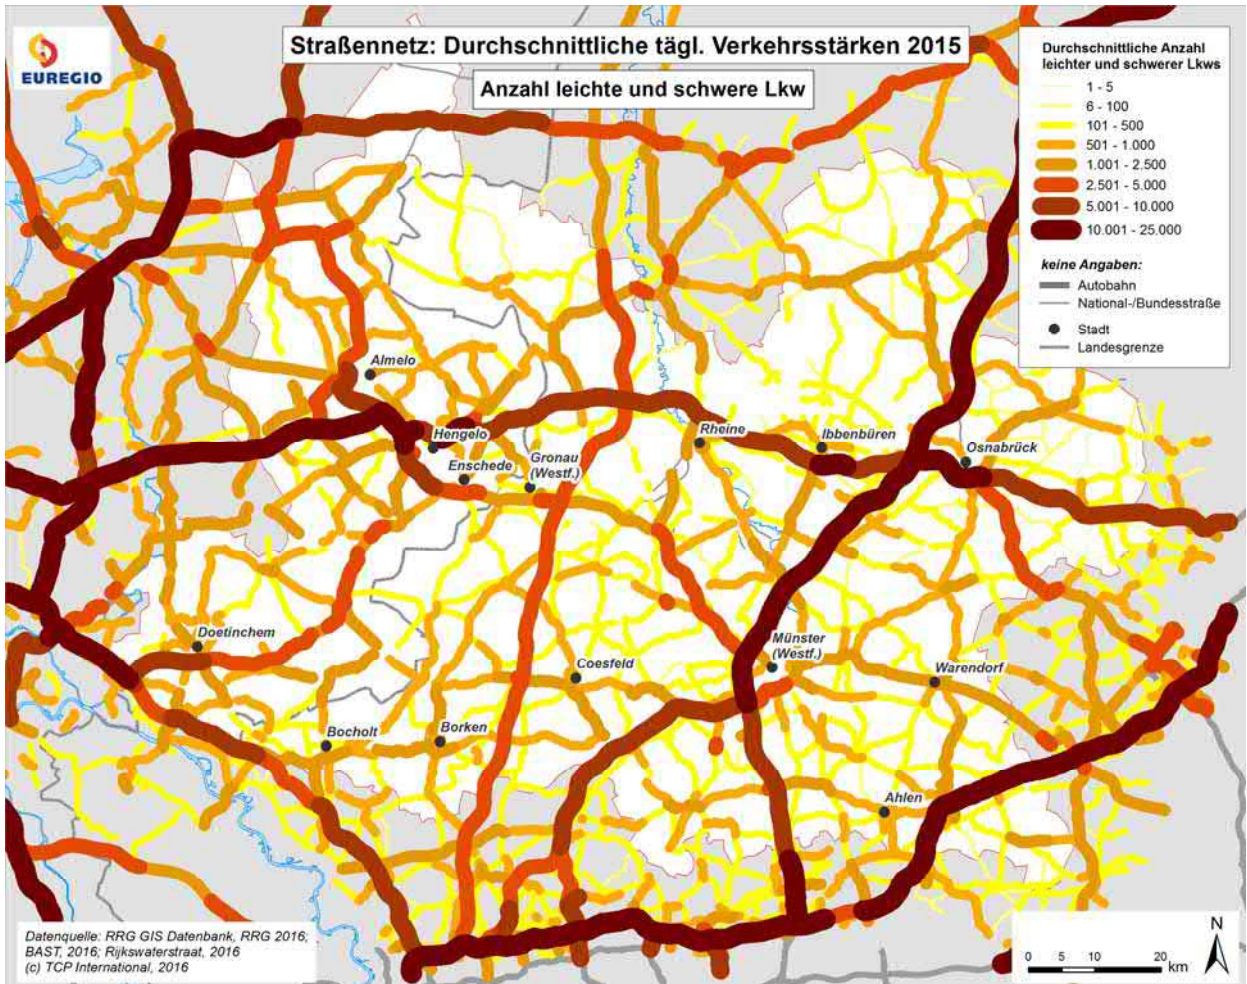 EUREGIO
Straßennetz: Durchschnittliche tägl. Verkehrsstärken 2015
Anzahl leichte und schwere Lkw
Durchschnittliche Anzahl
leichter und schwerer Lkws
1 - 5
6 - 100
101 - 500
501 - 1.000
1.001 - 2.500
2.501 - 5.000
5.001 - 10.000
10.001 - 25.000
keine Angaben:
Autobahn
National-/Bundesstraße
Stadt
Landesgrenze
Almelo
Hengelo
Enschede
Gronau
(Westf.)
Rheine
Ibbenbüren
Osnabrück
Doetinchem
Coesfeld
Münster
(Westf.)
Warendorf
Bocholt
Borken
Ahlen
Datenquelle: RRG GIS Datenbank, RRG 2016;
BAST, 2016; Rijkswaterstraat, 2016
(c) TCP International, 2016
N
0 5 10 20
km